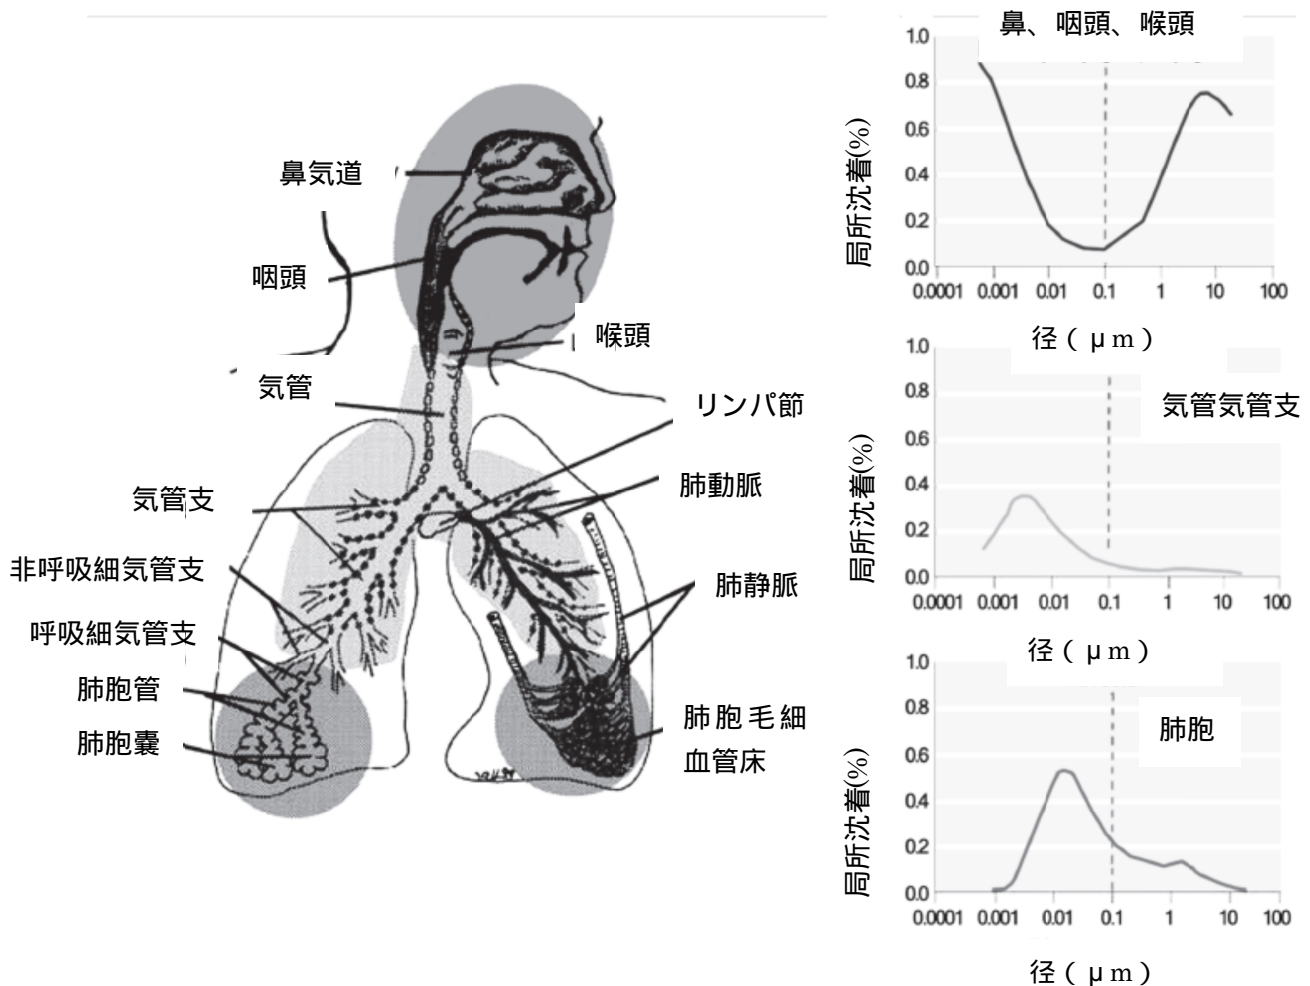 鼻気道
咽頭
喉頭
気管
リンパ節
気管支
肺動脈
非呼吸細気管支
肺静脈
呼吸細気管支
肺胞管
肺胞嚢
肺胞毛細
血管床
鼻、咽頭、喉頭
局所沈着(%)
1.0
0.8
0.6
0.4
0.2
0.0
0.0001 0.001 0.01 0.1 1 10 100
径(μm)
気管気管支
局所沈着(%)
1.0
0.8
0.6
0.4
0.2
0.0
0.0001 0.001 0.01 0.1 1 10 100
径(μm)
肺胞
局所沈着(%)
1.0
0.8
0.6
0.4
0.2
0.0
0.0001 0.001 0.01 0.1 1 10 100
径(μm)